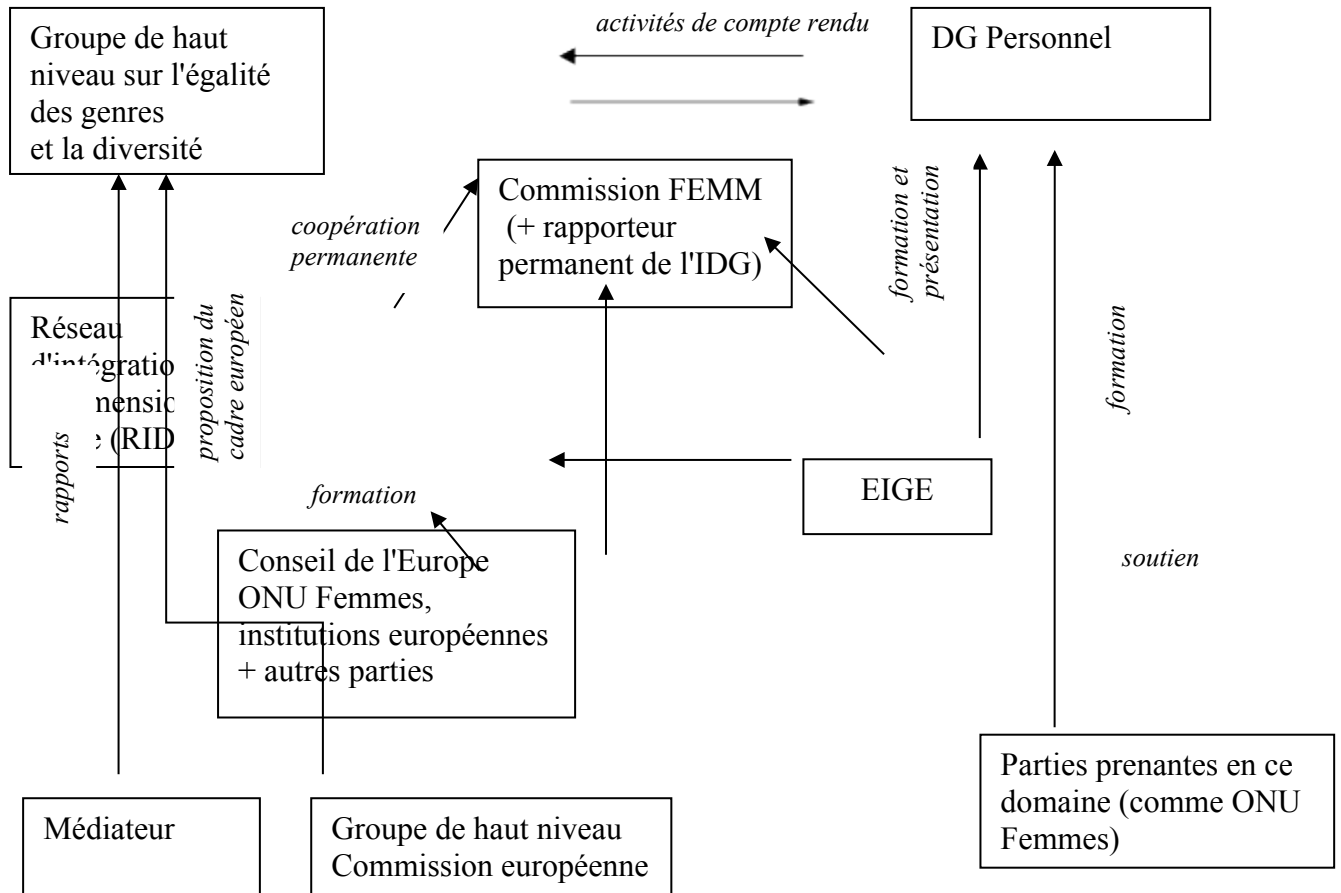 Groupe de haut
niveau sur l'égalité
des genres
et la diversité
activités de compte rendu
DG Personnel
coopération
permanente
Commission FEMM
(+ rapporteur
permanent de l'IDG)
formation et
présentation
Réseau
(RID
rapports
proposition du
cadre européen
formation
formation
EIGE
Conseil de l'Europe
ONU Femmes,
institutions européennes
+ autres parties
soutien
Médiateur
Groupe de haut niveau
Commission européenne
Parties prenantes en ce
domaine (comme ONU
Femmes)